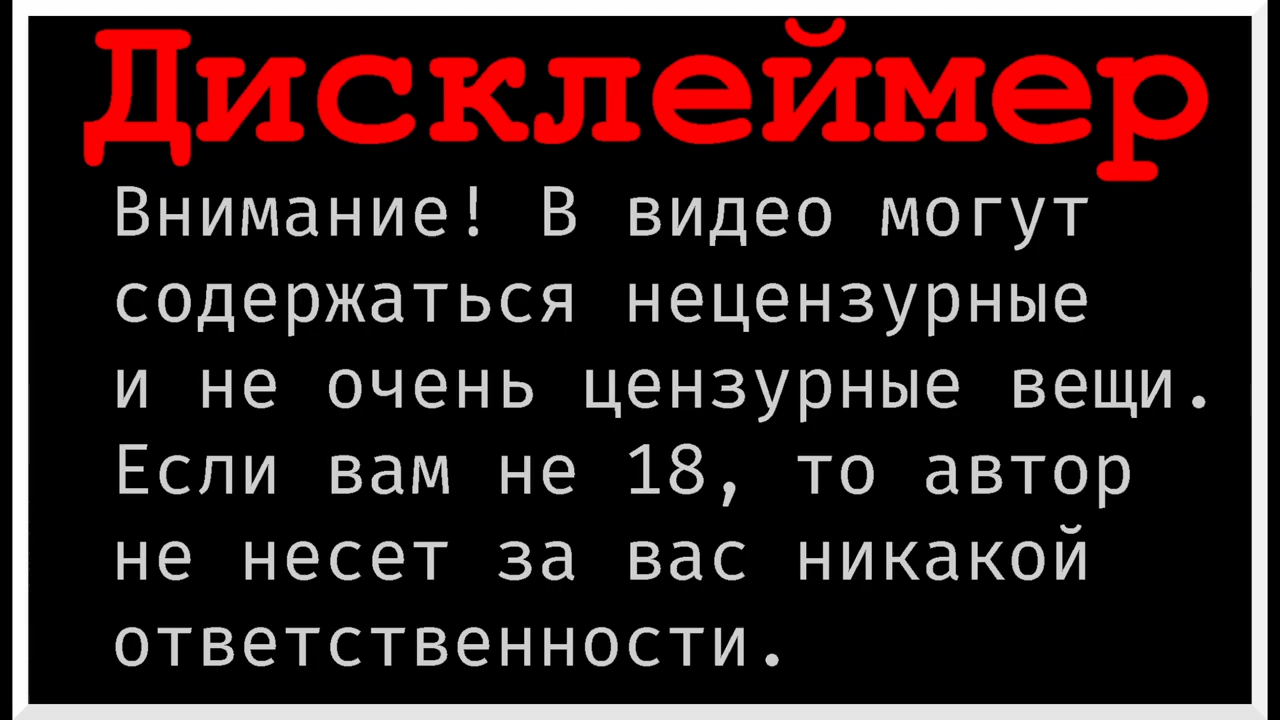 Дисклеймер
Внимание! В видео могут
содержаться нецензурные
и не очень цензурные вещи.
Если вам не 18, то автор
не несет за вас никакой
ответственности.